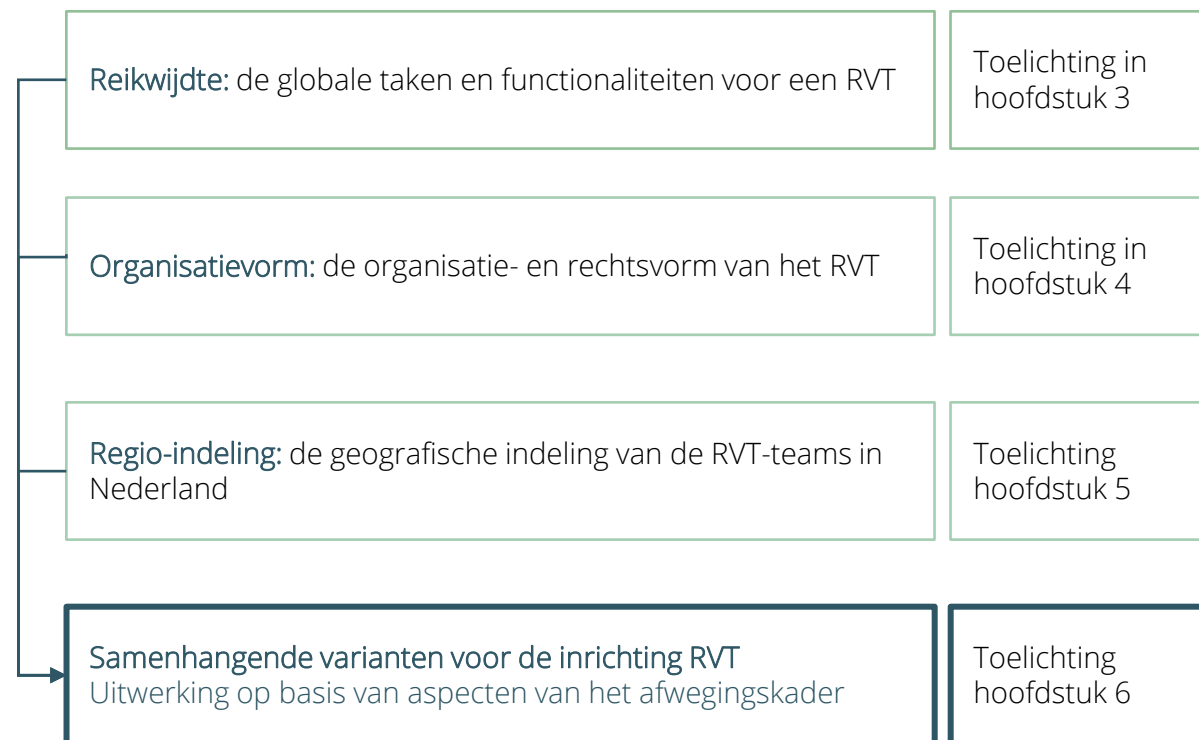 Reikwijdte: de globale taken en functionaliteiten voor een RVT
Toelichting in
hoofdstuk 3
Organisatievorm: de organisatie- en rechtsvorm van het RVT
Toelichting in
hoofdstuk 4
Regio-indeling: de geografische indeling van de RVT-teams in
Nederland
Toelichting
hoofdstuk 5
Samenhangende varianten voor de inrichting RVT
Uitwerking op basis van aspecten van het afwegingskader
Toelichting
hoofdstuk 6